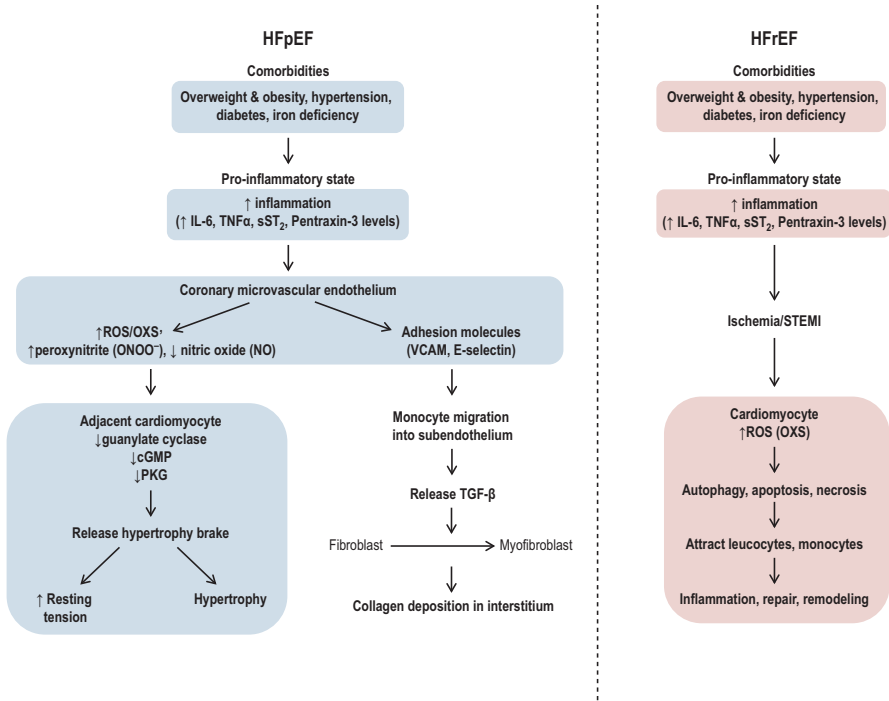 HFpEF
Comorbidities
Overweight & obesity, hypertension,
diabetes, iron deficiency
Pro-inflammatory state
↑ inflammation
(↑ IL-6, TNFα, sST₂, Pentraxin-3 levels)
Coronary microvascular endothelium
↑ROS/OXS,
↑peroxynitrite (ONOO⁻), ↓ nitric oxide (NO)
Adhesion molecules
(VCAM, E-selectin)
Adjacent cardiomyocyte
↓guanylate cyclase
↓cGMP
↓PKG
Release hypertrophy brake
↑ Resting
tension
Hypertrophy
Monocyte migration
into subendothelium
Release TGF-β
Fibroblast
Myofibroblast
Collagen deposition in interstitium
HFrEF
Comorbidities
Overweight & obesity, hypertension,
diabetes, iron deficiency
Pro-inflammatory state
↑ inflammation
(↑ IL-6, TNFα, sST₂, Pentraxin-3 levels)
Ischemia/STEMI
Cardiomyocyte
↑ROS (OXS)
Autophagy, apoptosis, necrosis
Attract leucocytes, monocytes
Inflammation, repair, remodeling